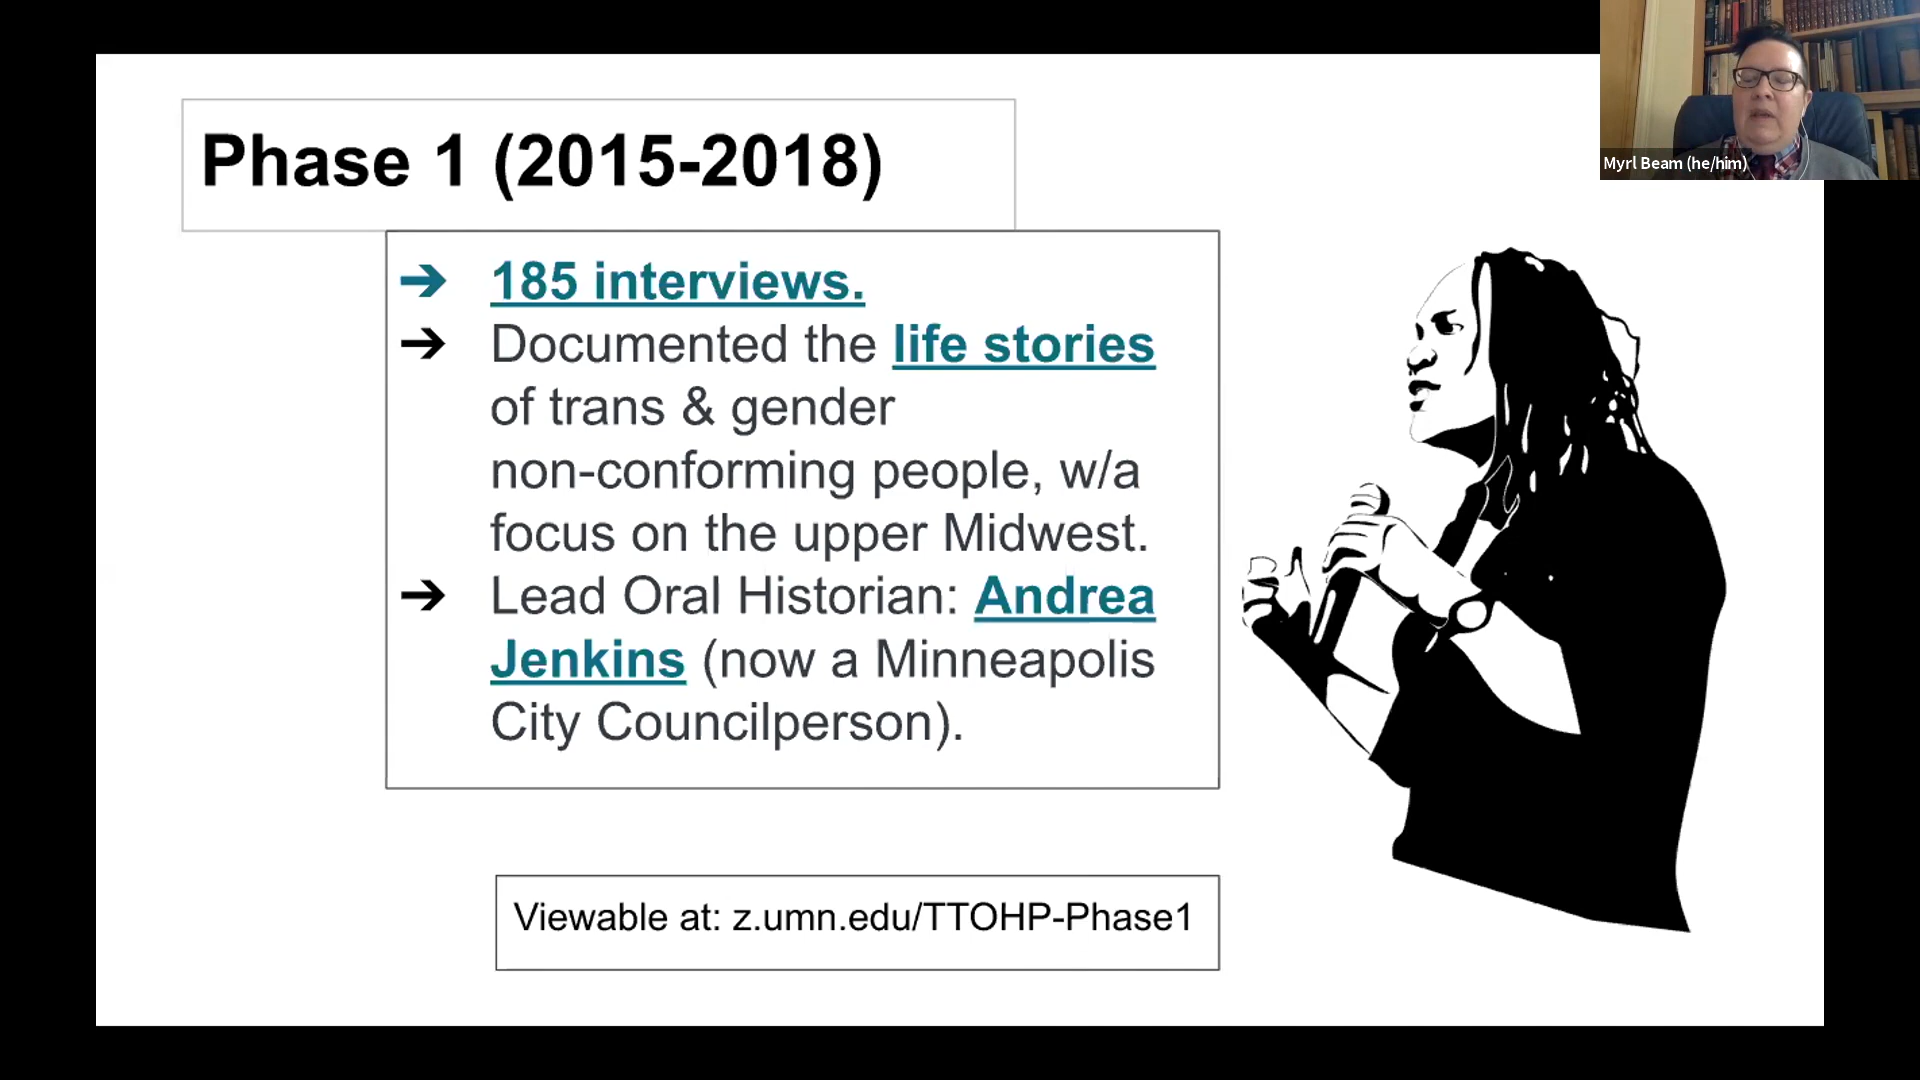 Phase 1 (2015-2018)
➔ 185 interviews.
➔ Documented the life stories
of trans & gender
non-conforming people, w/a
focus on the upper Midwest.
➔ Lead Oral Historian: Andrea
Jenkins (now a Minneapolis
City Councilperson).
Viewable at: z.umn.edu/TTOHP-Phase1
Myrl Beam (he/him)